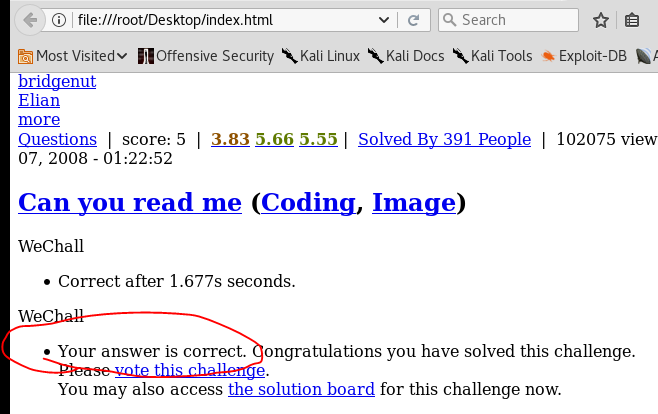 file:///root/Desktop/index.html
Search
Most Visited
Offensive Security
Kali Linux
Kali Docs
Kali Tools
Exploit-DB
bridgenut
Elian
more
Questions | score: 5 | 3.83 5.66 5.55 | Solved By 391 People | 102075 view
07, 2008 - 01:22:52
Can you read me (Coding, Image)
WeChall
• Correct after 1.677s seconds.
WeChall
• Your answer is correct. Congratulations you have solved this challenge.
Please vote this challenge.
You may also access the solution board for this challenge now.